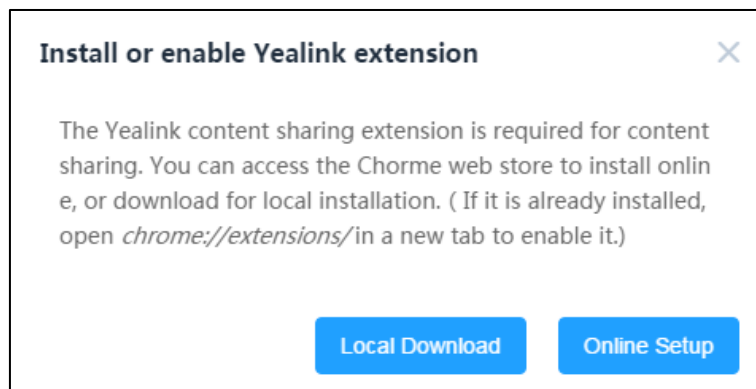 Install or enable Yealink extension
The Yealink content sharing extension is required for content
sharing. You can access the Chorme web store to install onlin
e, or download for local installation. ( If it is already installed,
open chrome://extensions/ in a new tab to enable it.)
Local Download Online Setup